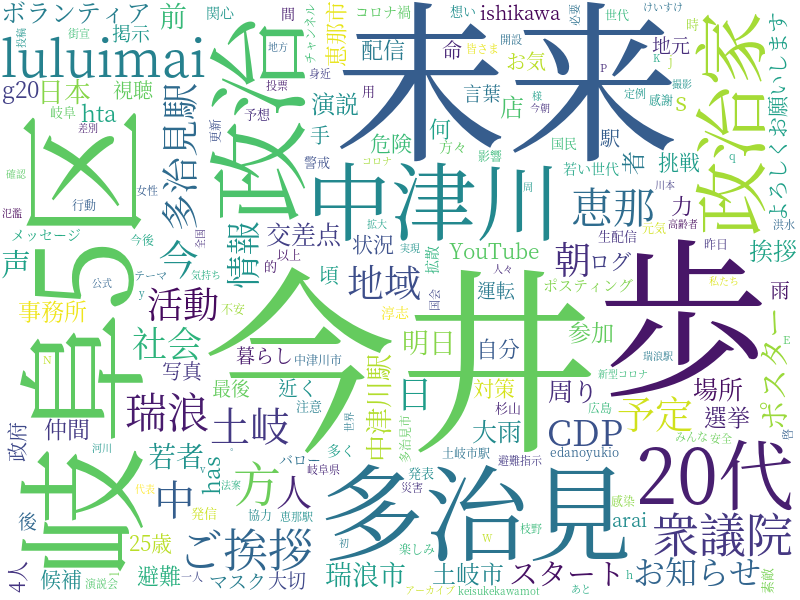 ボランティア
前
関心
間
コロナ禍
想い
ishikawa
必要
世代
けいすけ
投稿
街宣
掲示
地方
チャンネル
恵那市
配信
命
開設
皆さま
お気
地元
時
luluimai
政治
未来
政治家
よろしくお願いします
g20
日本
視聴
hta
身近
投票
予想
演説
用
言葉
店
様
今朝
定例
感謝
撮影
S
岐阜
差別
多治見駅
更新
手
危険
何
方々
影響
国民
駅
者
若い世代
挑戦
確認
女性
岐阜5区
コロナ
警戒
中津川
恵那
力
川本
高齢者
氾濫
行動
今
全国
情報
交差点
状況
YouTube
生配信
元気
昨日
洪水
挨拶
メッセージ
声
今後
テーマ
気持ち
以上
的
頃
実現
拡大
人々
拡散
朝
ログ
私たち
雨
公式
不安
地域
国会
運転
ポスティング
事務所
活動
今井
歩
淳志
明日
参加
ポスター
社会
暮らし
中津川市
中津川駅
自分
瑞浪駅
新型コロナ
写真
最後
近く
対策
周り
場所
政府
仲間
瑞浪
土岐
注意
世界
日
杉山
広島
予定
選挙
河川
若者
has
多く
バロー
多治見市
大雨
CDP
みんな
安全
岐阜県
土岐市駅
避難指示
edanoyukio
方
人
多治見
20代
後
25歳
代表
法案
中
発信
発表
災害
感染
arai
衆議院
4人
候補
演説会
避難
協力
恵那駅
一人
ご挨拶
初
枝野
楽しみ
マスク
大切
瑞浪市
土岐市
スタート
お知らせ
素敵
アーカイブ
keisukekawamot
あと